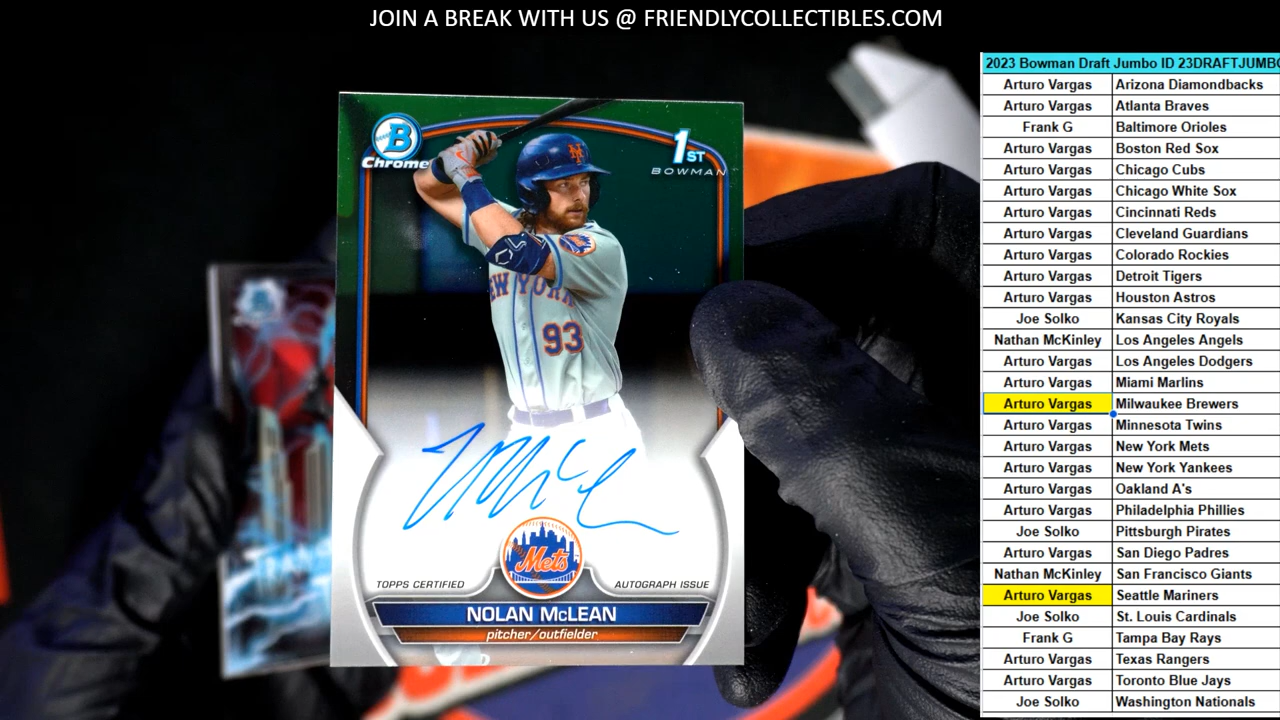 JOIN A BREAK WITH US @ FRIENDLYCOLLECTIBLES.COM
B
Chrome
1ST
BOWMAN
NY
NEW YORK
93
Mets
TOPPS CERTIFIED
AUTOGRAPH ISSUE
NOLAN McLEAN
pitcher/outfielder
2023 Bowman Draft Jumbo ID 23DRAFTJUMBO
Arturo Vargas Arizona Diamondbacks
Arturo Vargas Atlanta Braves
Frank G Baltimore Orioles
Arturo Vargas Boston Red Sox
Arturo Vargas Chicago Cubs
Arturo Vargas Chicago White Sox
Arturo Vargas Cincinnati Reds
Arturo Vargas Cleveland Guardians
Arturo Vargas Colorado Rockies
Arturo Vargas Detroit Tigers
Arturo Vargas Houston Astros
Joe Solko Kansas City Royals
Nathan McKinley Los Angeles Angels
Arturo Vargas Los Angeles Dodgers
Arturo Vargas Miami Marlins
Arturo Vargas Milwaukee Brewers
Arturo Vargas Minnesota Twins
Arturo Vargas New York Mets
Arturo Vargas New York Yankees
Arturo Vargas Oakland A's
Arturo Vargas Philadelphia Phillies
Joe Solko Pittsburgh Pirates
Arturo Vargas San Diego Padres
Nathan McKinley San Francisco Giants
Arturo Vargas Seattle Mariners
Joe Solko St. Louis Cardinals
Frank G Tampa Bay Rays
Arturo Vargas Texas Rangers
Arturo Vargas Toronto Blue Jays
Joe Solko Washington Nationals